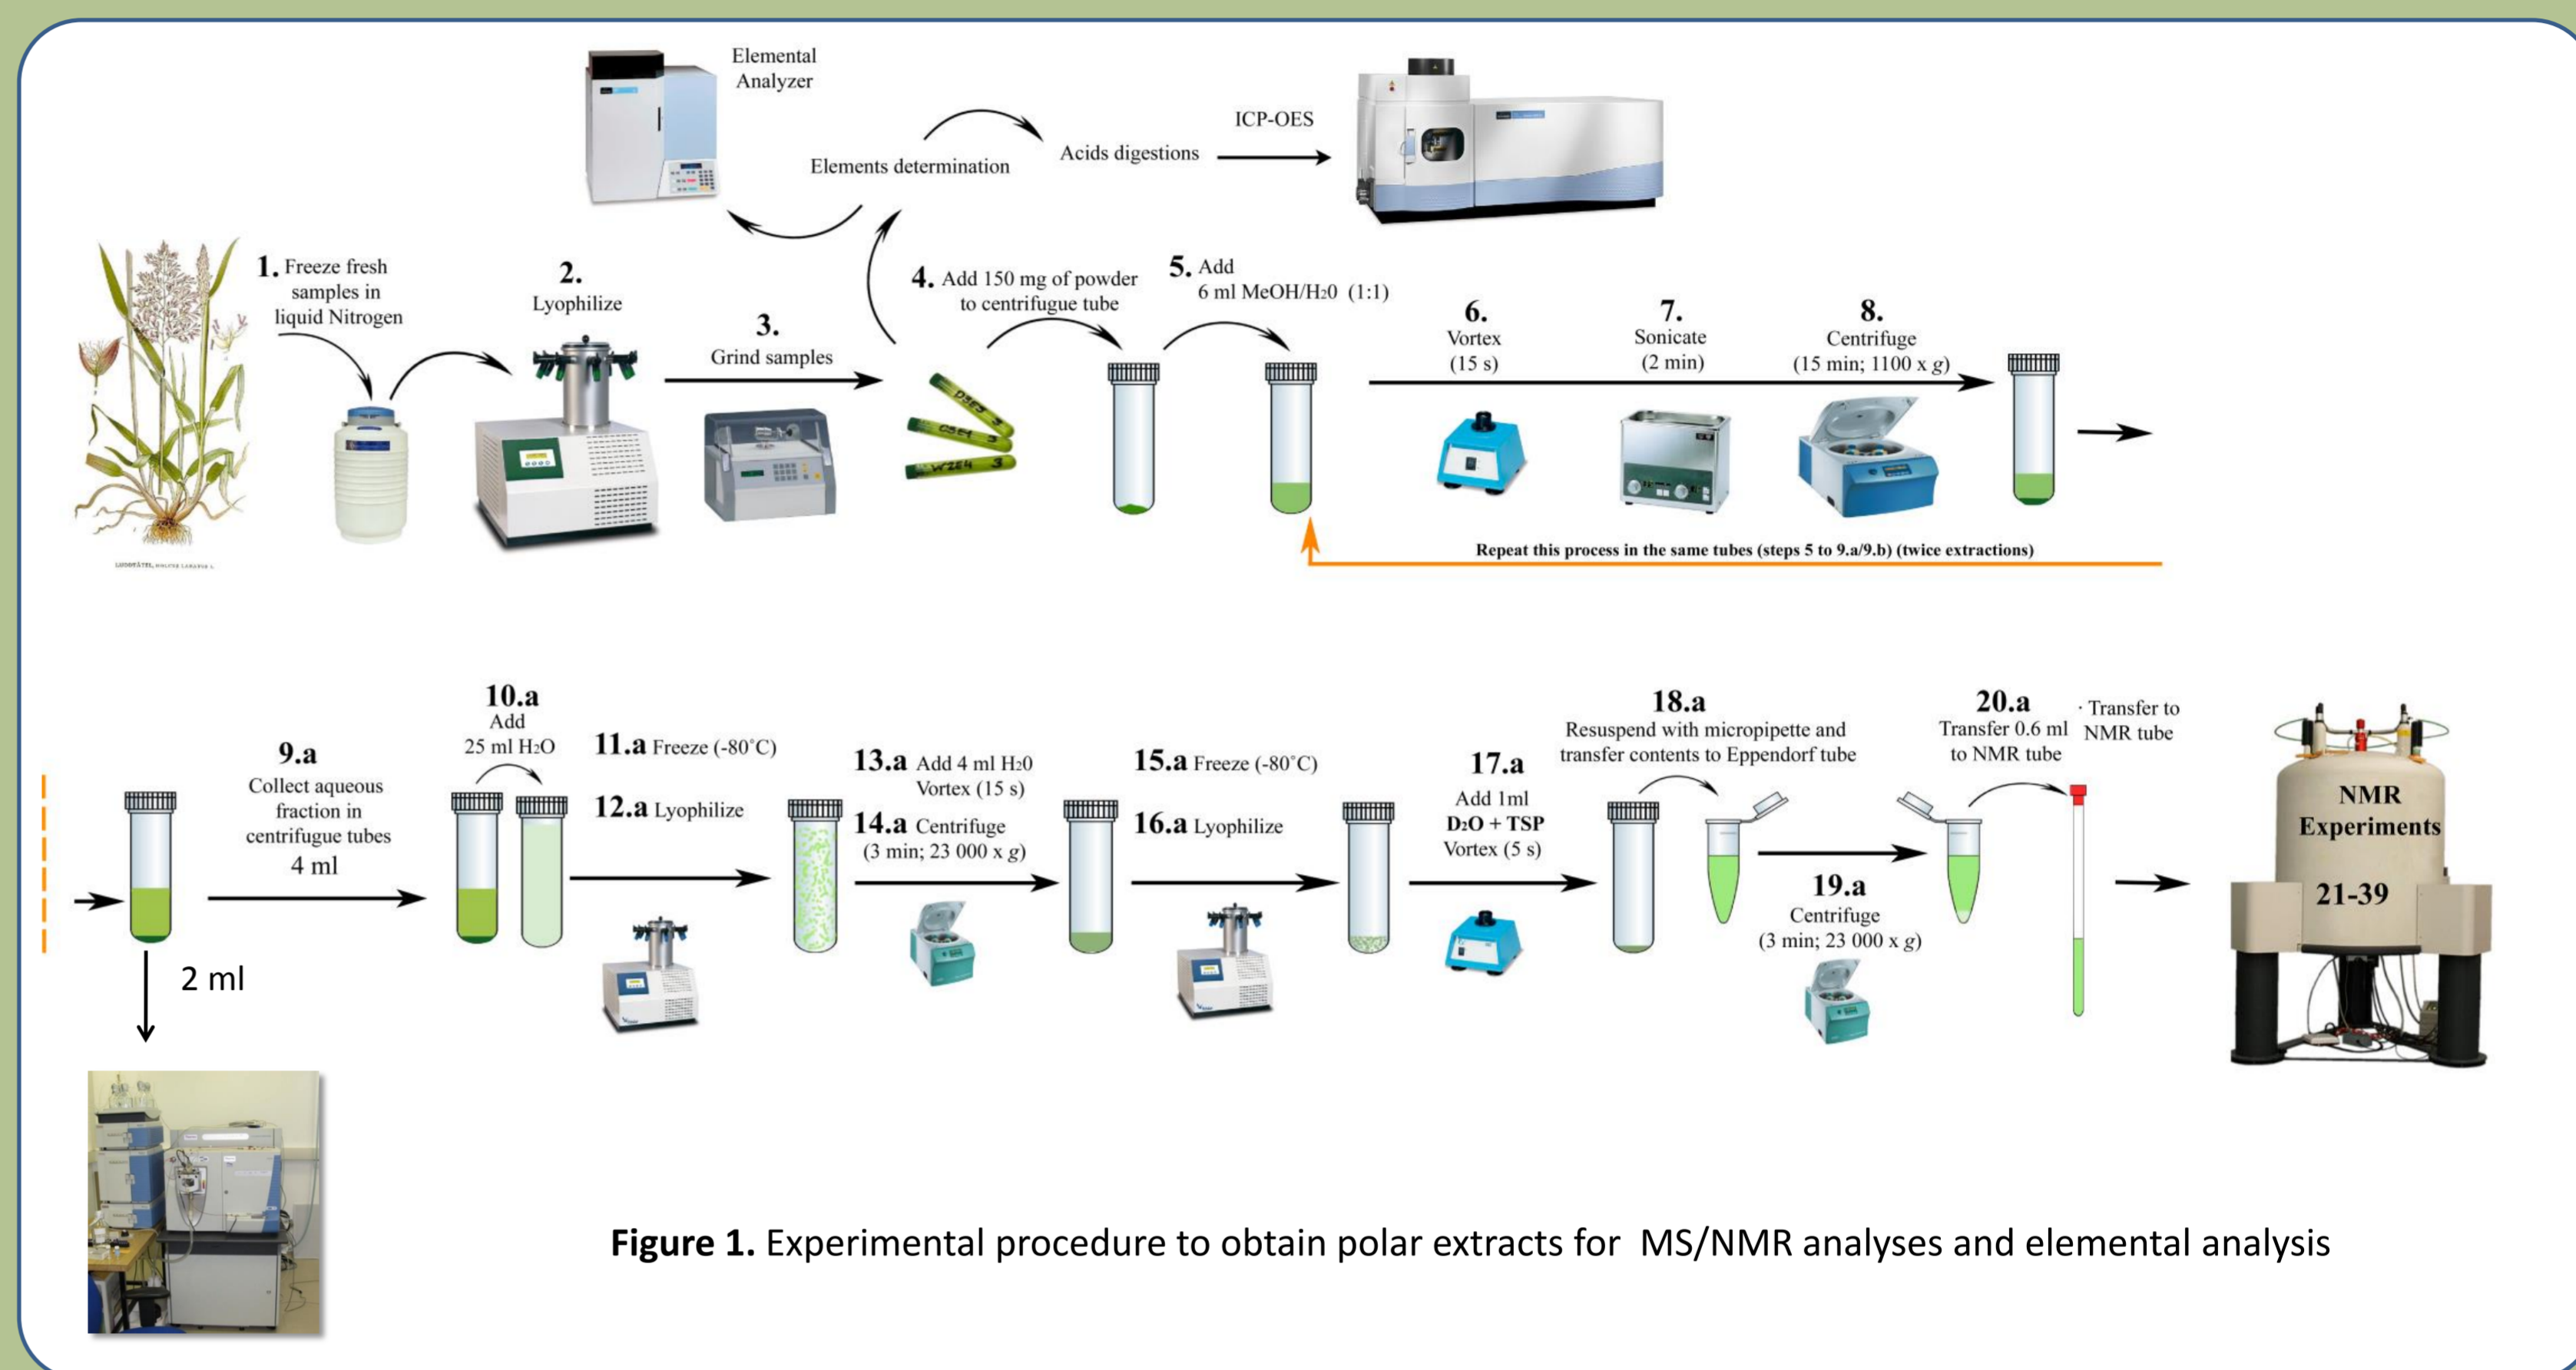 Elemental
Analyzer
Elements determination
Acids digestions
ICP-OES
1. Freeze fresh
samples in
liquid Nitrogen
2.
Lyophilize
3.
Grind samples
4. Add 150 mg of powder
to centrifugue tube
5. Add
6 ml MeOH/H20 (1:1)
6.
Vortex
(15 s)
7.
Sonicate
(2 min)
8.
Centrifuge
(15 min; 1100 x g)
D3E3 3
C3E4 3
W2E4 3
Repeat this process in the same tubes (steps 5 to 9.a/9.b) (twice extractions)
9.a
Collect aqueous
fraction in
centrifugue tubes
4 ml
2 ml
10.a
Add
25 ml H2O
11.a Freeze (-80°C)
12.a Lyophilize
13.a Add 4 ml H20
Vortex (15 s)
14.a Centrifuge
(3 min; 23 000 x g)
15.a Freeze (-80°C)
16.a Lyophilize
17.a
Add 1ml
D2O + TSP
Vortex (5 s)
18.a
Resuspend with micropipette and
transfer contents to Eppendorf tube
19.a
Centrifuge
(3 min; 23 000 x g)
20.a
Transfer 0.6 ml
to NMR tube
· Transfer to
NMR tube
NMR
Experiments
21-39
Figure 1. Experimental procedure to obtain polar extracts for MS/NMR analyses and elemental analysis